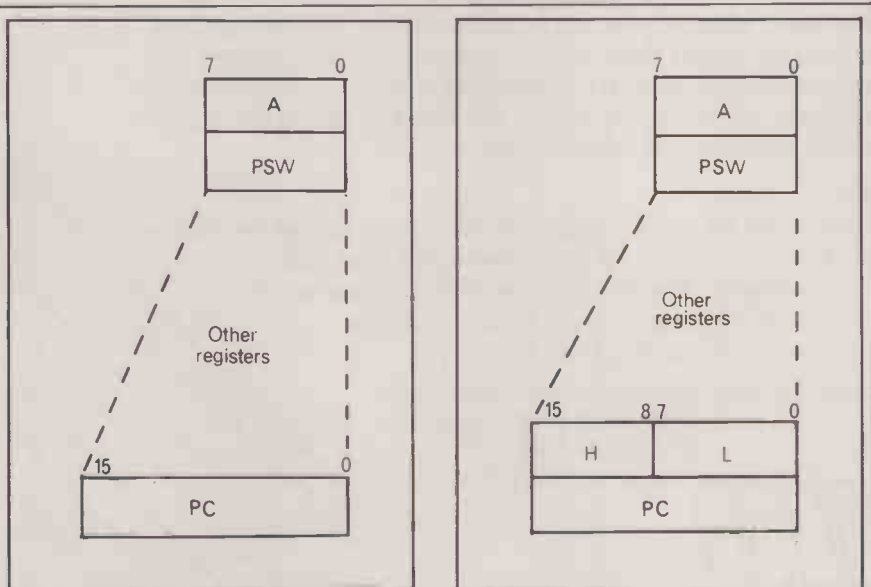 7 0
A
PSW
Other
registers
15 0
PC
7 0
A
PSW
Other
registers
15 8 7 0
H L
PC